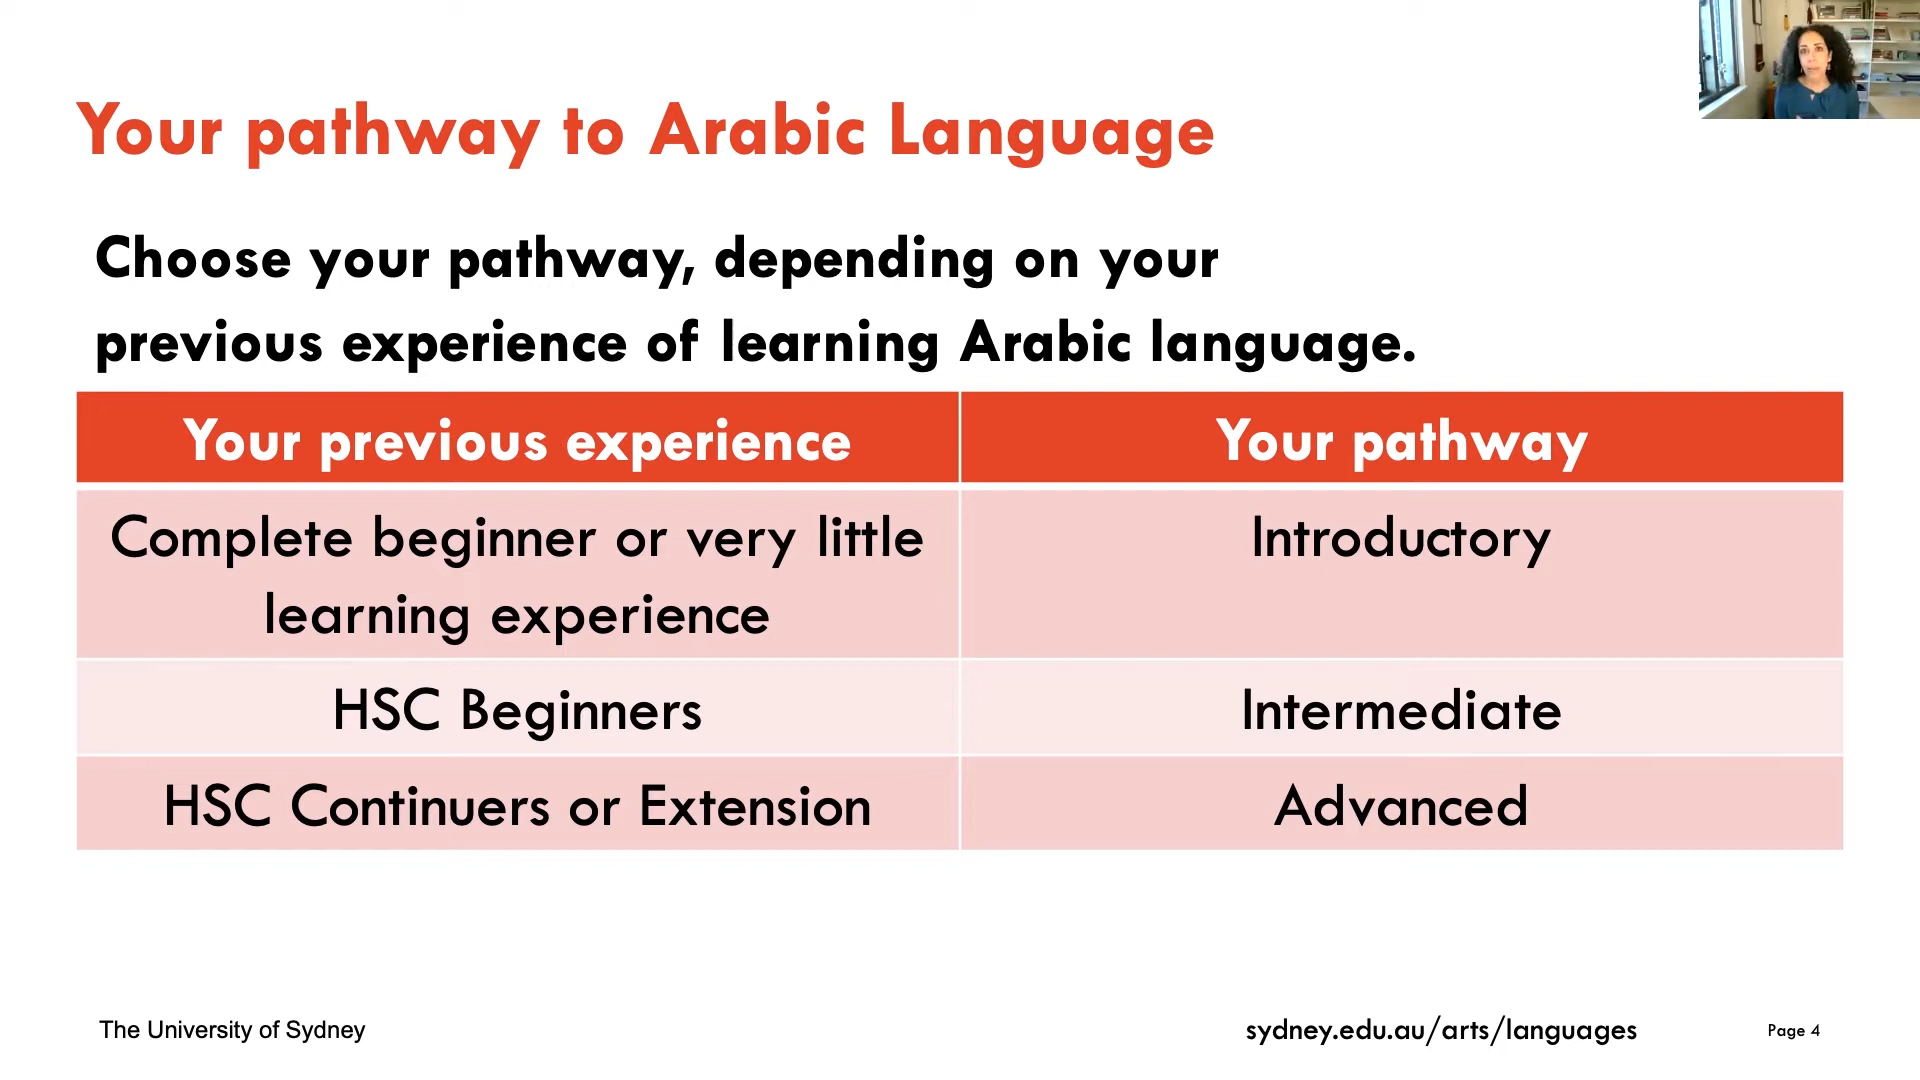 Your pathway to Arabic Language
Choose your pathway, depending on your
previous experience of learning Arabic language.
Your previous experience
Your pathway
Complete beginner or very little
learning experience
Introductory
HSC Beginners
Intermediate
HSC Continuers or Extension
Advanced
The University of Sydney
sydney.edu.au/arts/languages
Page 4